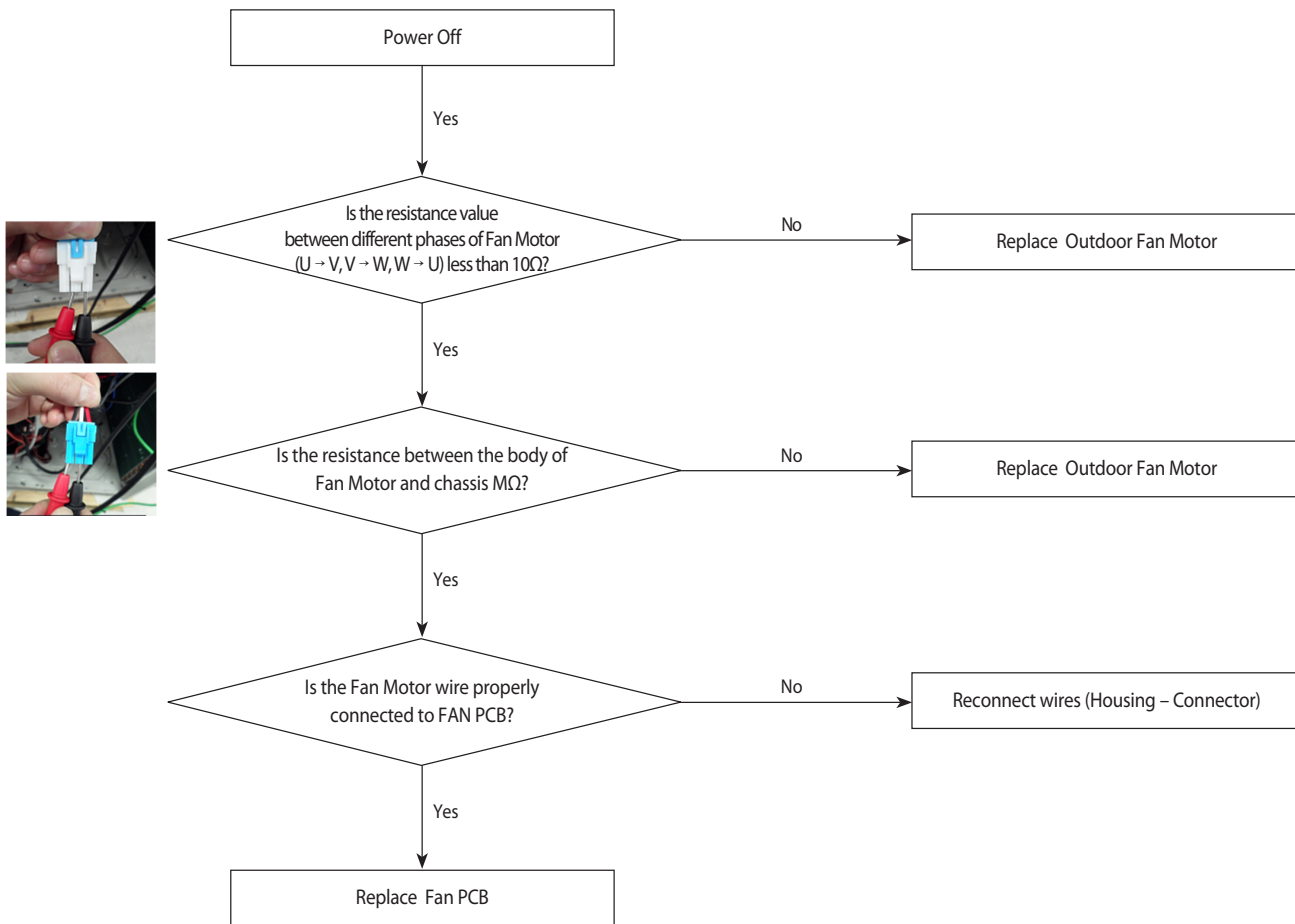 Power Off
Yes
Is the resistance value
between different phases of Fan Motor
(U → V, V → W, W → U) less than 10Ω?
No
Replace Outdoor Fan Motor
Yes
Is the resistance between the body of
Fan Motor and chassis MΩ?
No
Replace Outdoor Fan Motor
Yes
Is the Fan Motor wire properly
connected to FAN PCB?
No
Reconnect wires (Housing – Connector)
Yes
Replace Fan PCB